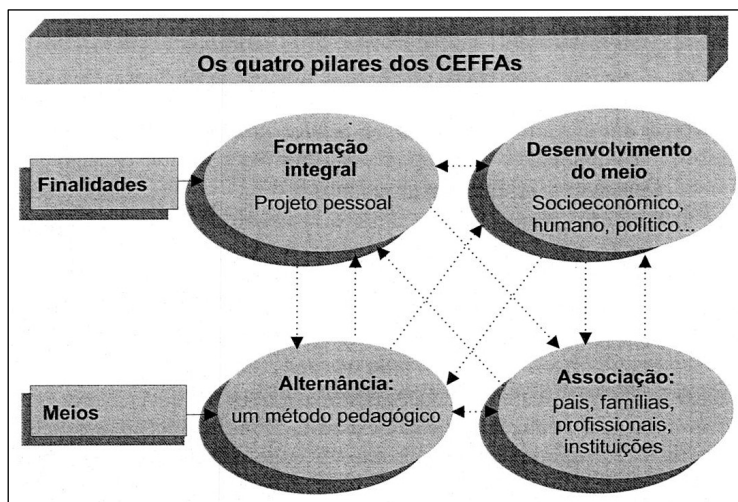 Os quatro pilares dos CEFFAs
Finalidades
Formação
integral
Projeto pessoal
Desenvolvimento
do meio
Socioeconômico,
humano, político...
Meios
Alternância:
um método pedagógico
Associação:
pais, famílias,
profissionais,
instituições